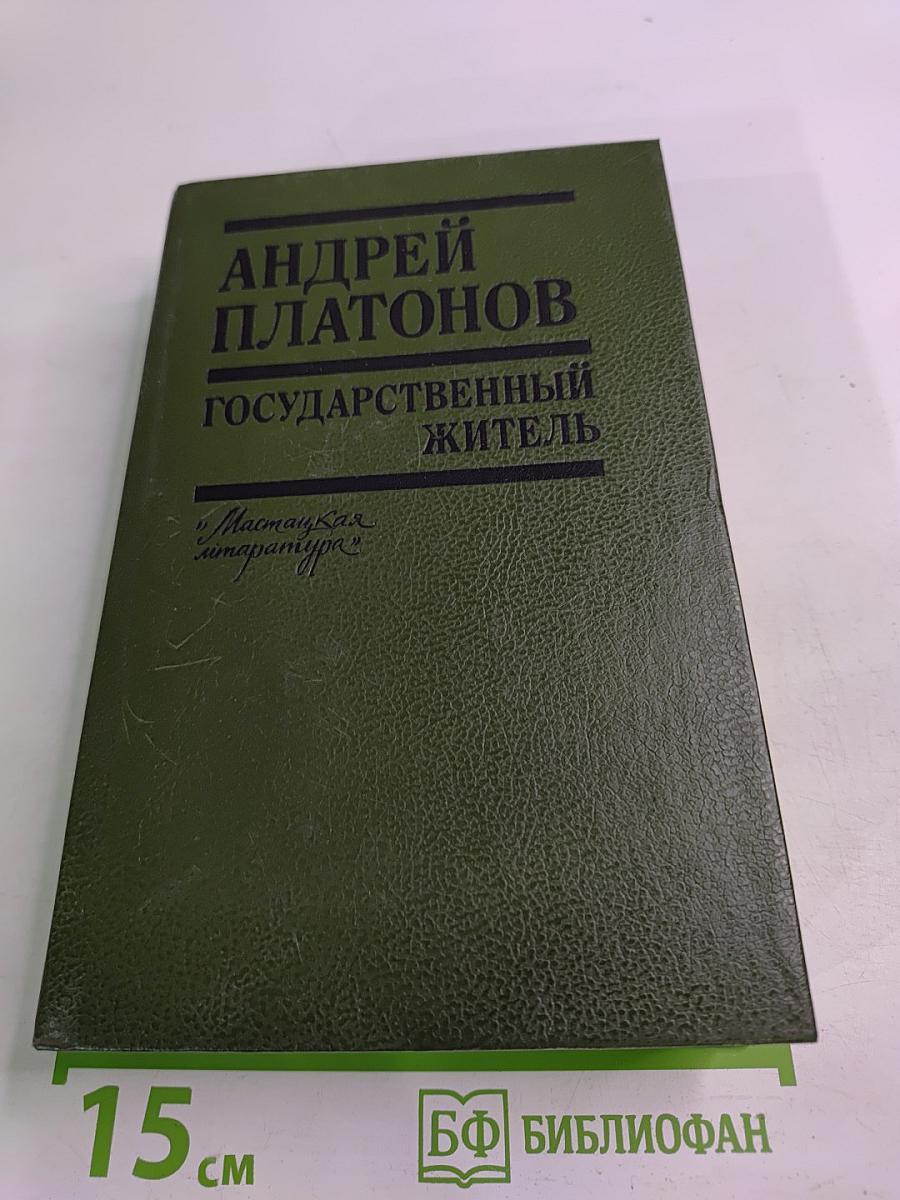 АНДРЕЙ
ПЛАТОНОВ
ГОСУДАРСТВЕННЫЙ
ЖИТЕЛЬ
„Мастацкая
літаратура"
15 см
БФ БИБЛИОФАН